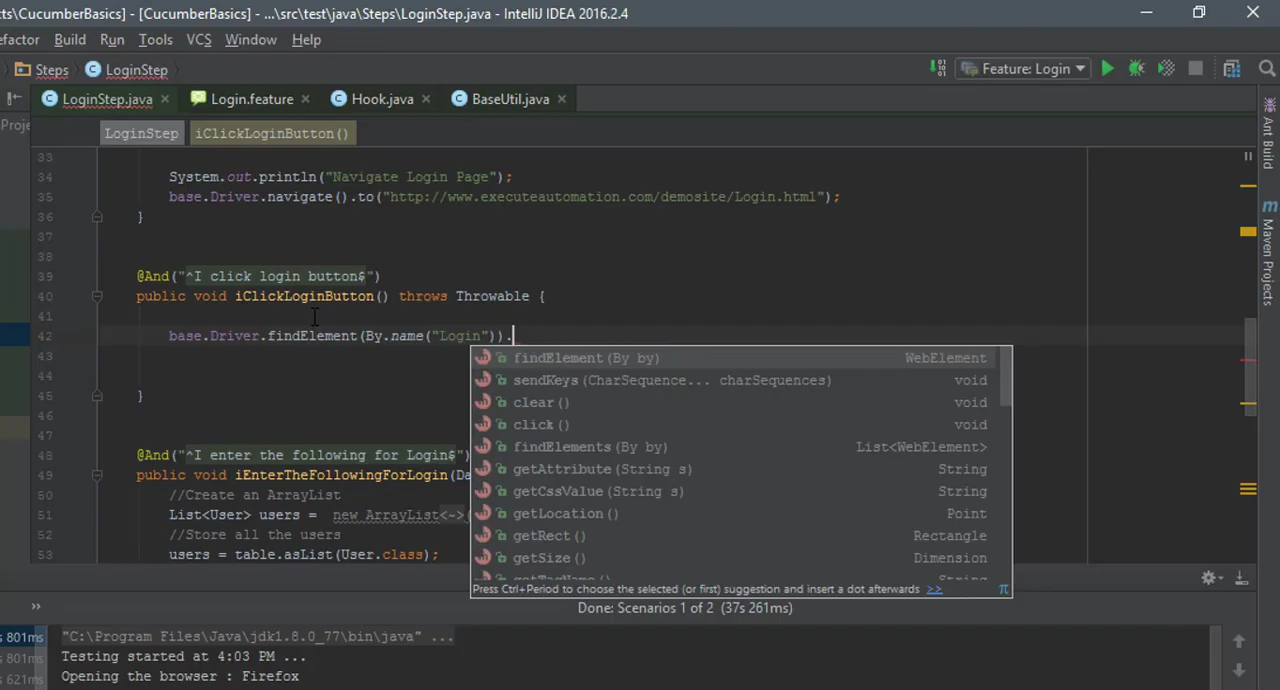 ts\CucumberBasics] - [CucumberBasics] - ...\src\test\java\Steps\LoginStep.java - IntelliJ IDEA 2016.2.4
efactor Build Run Tools VCS Window Help
Steps LoginStep Feature: Login
LoginStep.java Login.feature Hook.java BaseUtil.java
Proje
LoginStep iClickLoginButton()
33
34 System.out.println("Navigate Login Page");
35 base.Driver.navigate().to("http://www.executeautomation.com/demosite/Login.html");
36 }
37
38
39 @And("^I click login button$")
40 public void iClickLoginButton() throws Throwable {
41
42 base.Driver.findElement(By.name("Login")).
43 findElement(By by) WebElement
44 sendKeys(CharSequence... charSequences) void
45 } clear() void
46 click() void
47 findElements(By by) List<WebElement>
48 @And("^I enter the following for Login$") getAttribute(String s) String
49 public void iEnterTheFollowingForLogin(Da
50 //Create an ArrayList getCssValue(String s) String
51 List<User> users = new ArrayList<~>( getLocation() Point
52 //Store all the users getRect() Rectangle
53 users = table.asList(User.class); getSize() Dimension
getTagName() String
Press Ctrl+Period to choose the selected (or first) suggestion and insert a dot afterwards >> π
Ant Build
Maven Projects
Done: Scenarios 1 of 2 (37s 261ms)
s 801ms "C:\Program Files\Java\jdk1.8.0_77\bin\java" ...
s 801ms Testing started at 4:03 PM ...
s 621ms Opening the browser : Firefox